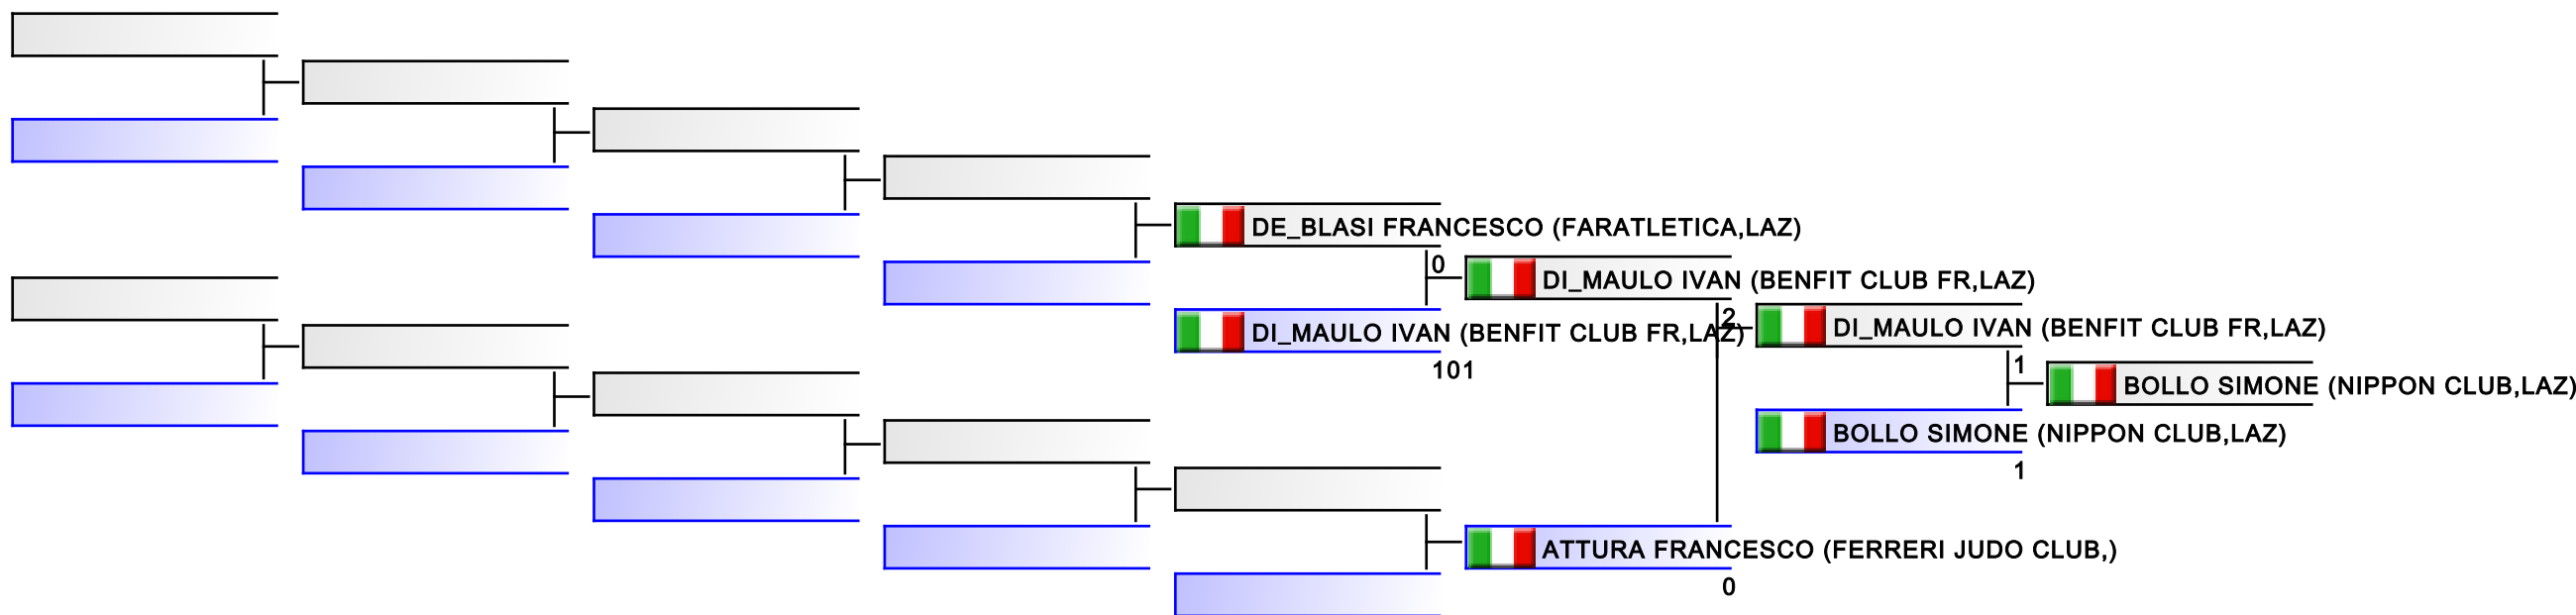 DE_BLASI FRANCESCO (FARATLETICA,LAZ)
0
DI_MAULO IVAN (BENFIT CLUB FR,LAZ)
DI_MAULO IVAN (BENFIT CLUB FR,LAZ)
101
2
DI_MAULO IVAN (BENFIT CLUB FR,LAZ)
1
BOLLO SIMONE (NIPPON CLUB,LAZ)
BOLLO SIMONE (NIPPON CLUB,LAZ)
1
ATTURA FRANCESCO (FERRERI JUDO CLUB,)
0